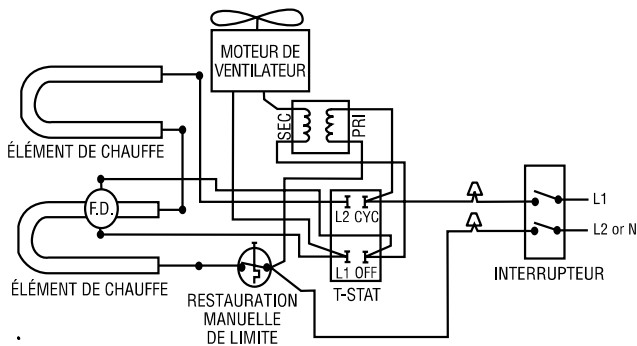 MOTEUR DE
VENTILATEUR
SEC
PRI
ÉLÉMENT DE CHAUFFE
F.D.
L2 CYC
L1
L2 or N
L1 OFF
INTERRUPTEUR
ÉLÉMENT DE CHAUFFE
T-STAT
RESTAURATION
MANUELLE
DE LIMITE